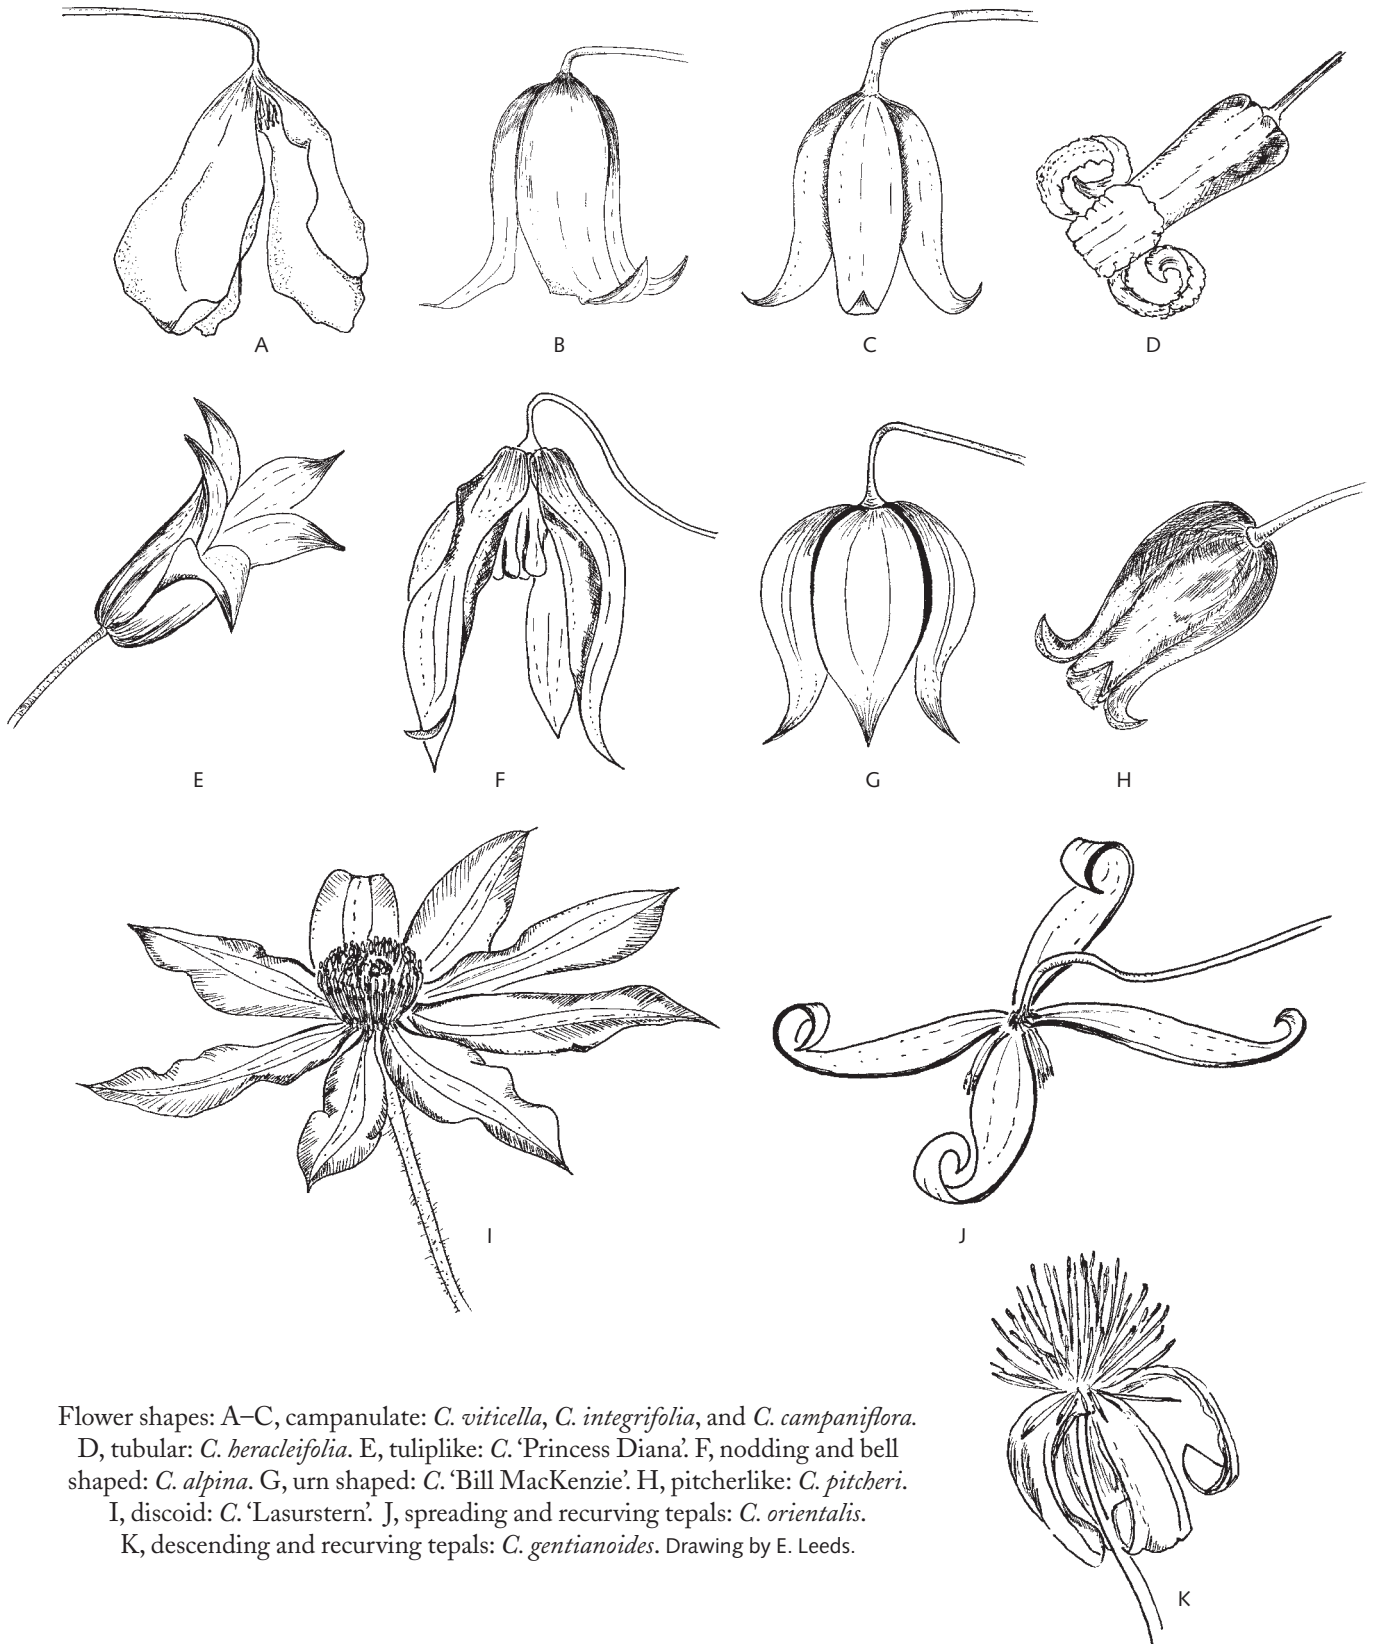 A
B
C
D
E
F
G
H
I
J
K
Flower shapes: A–C, campanulate: C. viticella, C. integrifolia, and C. campaniflora.
D, tubular: C. heracleifolia. E, tuliplike: C. ‘Princess Diana’. F, nodding and bell
shaped: C. alpina. G, urn shaped: C. ‘Bill MacKenzie’. H, pitcherlike: C. pitcheri.
I, discoid: C. ‘Lasurstern’. J, spreading and recurving tepals: C. orientalis.
K, descending and recurving tepals: C. gentianoides. Drawing by E. Leeds.